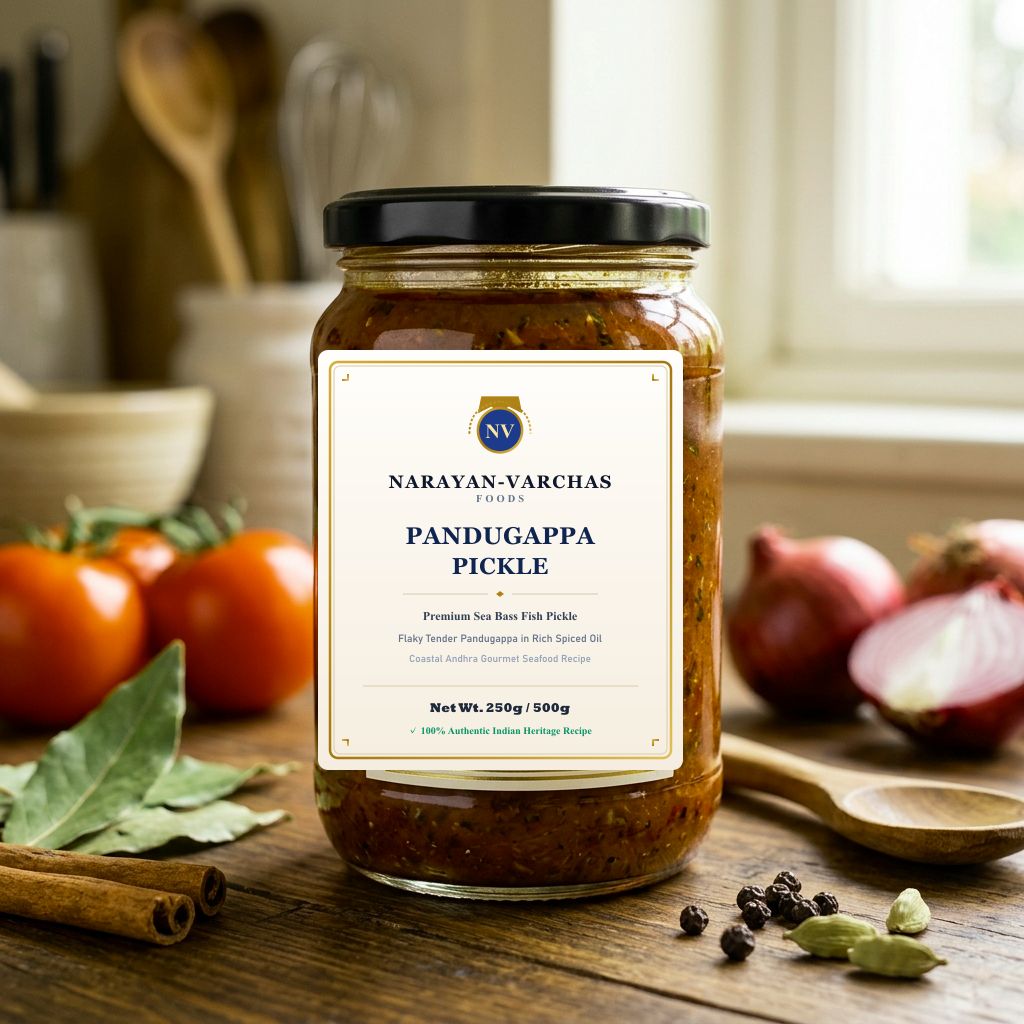 NV
NARAYAN-VARCHAS
FOODS
PANDUGAPPA
PICKLE
Premium Sea Bass Fish Pickle
Flaky Tender Pandugappa in Rich Spiced Oil
Coastal Andhra Gourmet Seafood Recipe
Net Wt. 250g / 500g
✓ 100% Authentic Indian Heritage Recipe